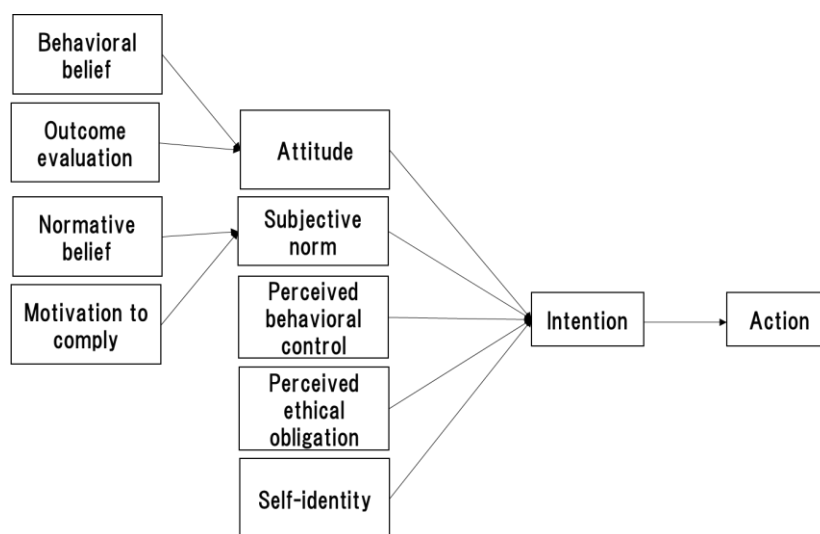 Behavioral
belief
Outcome
evaluation
Normative
belief
Motivation to
comply
Attitude
Subjective
norm
Perceived
behavioral
control
Perceived
ethical
obligation
Self-identity
Intention
Action